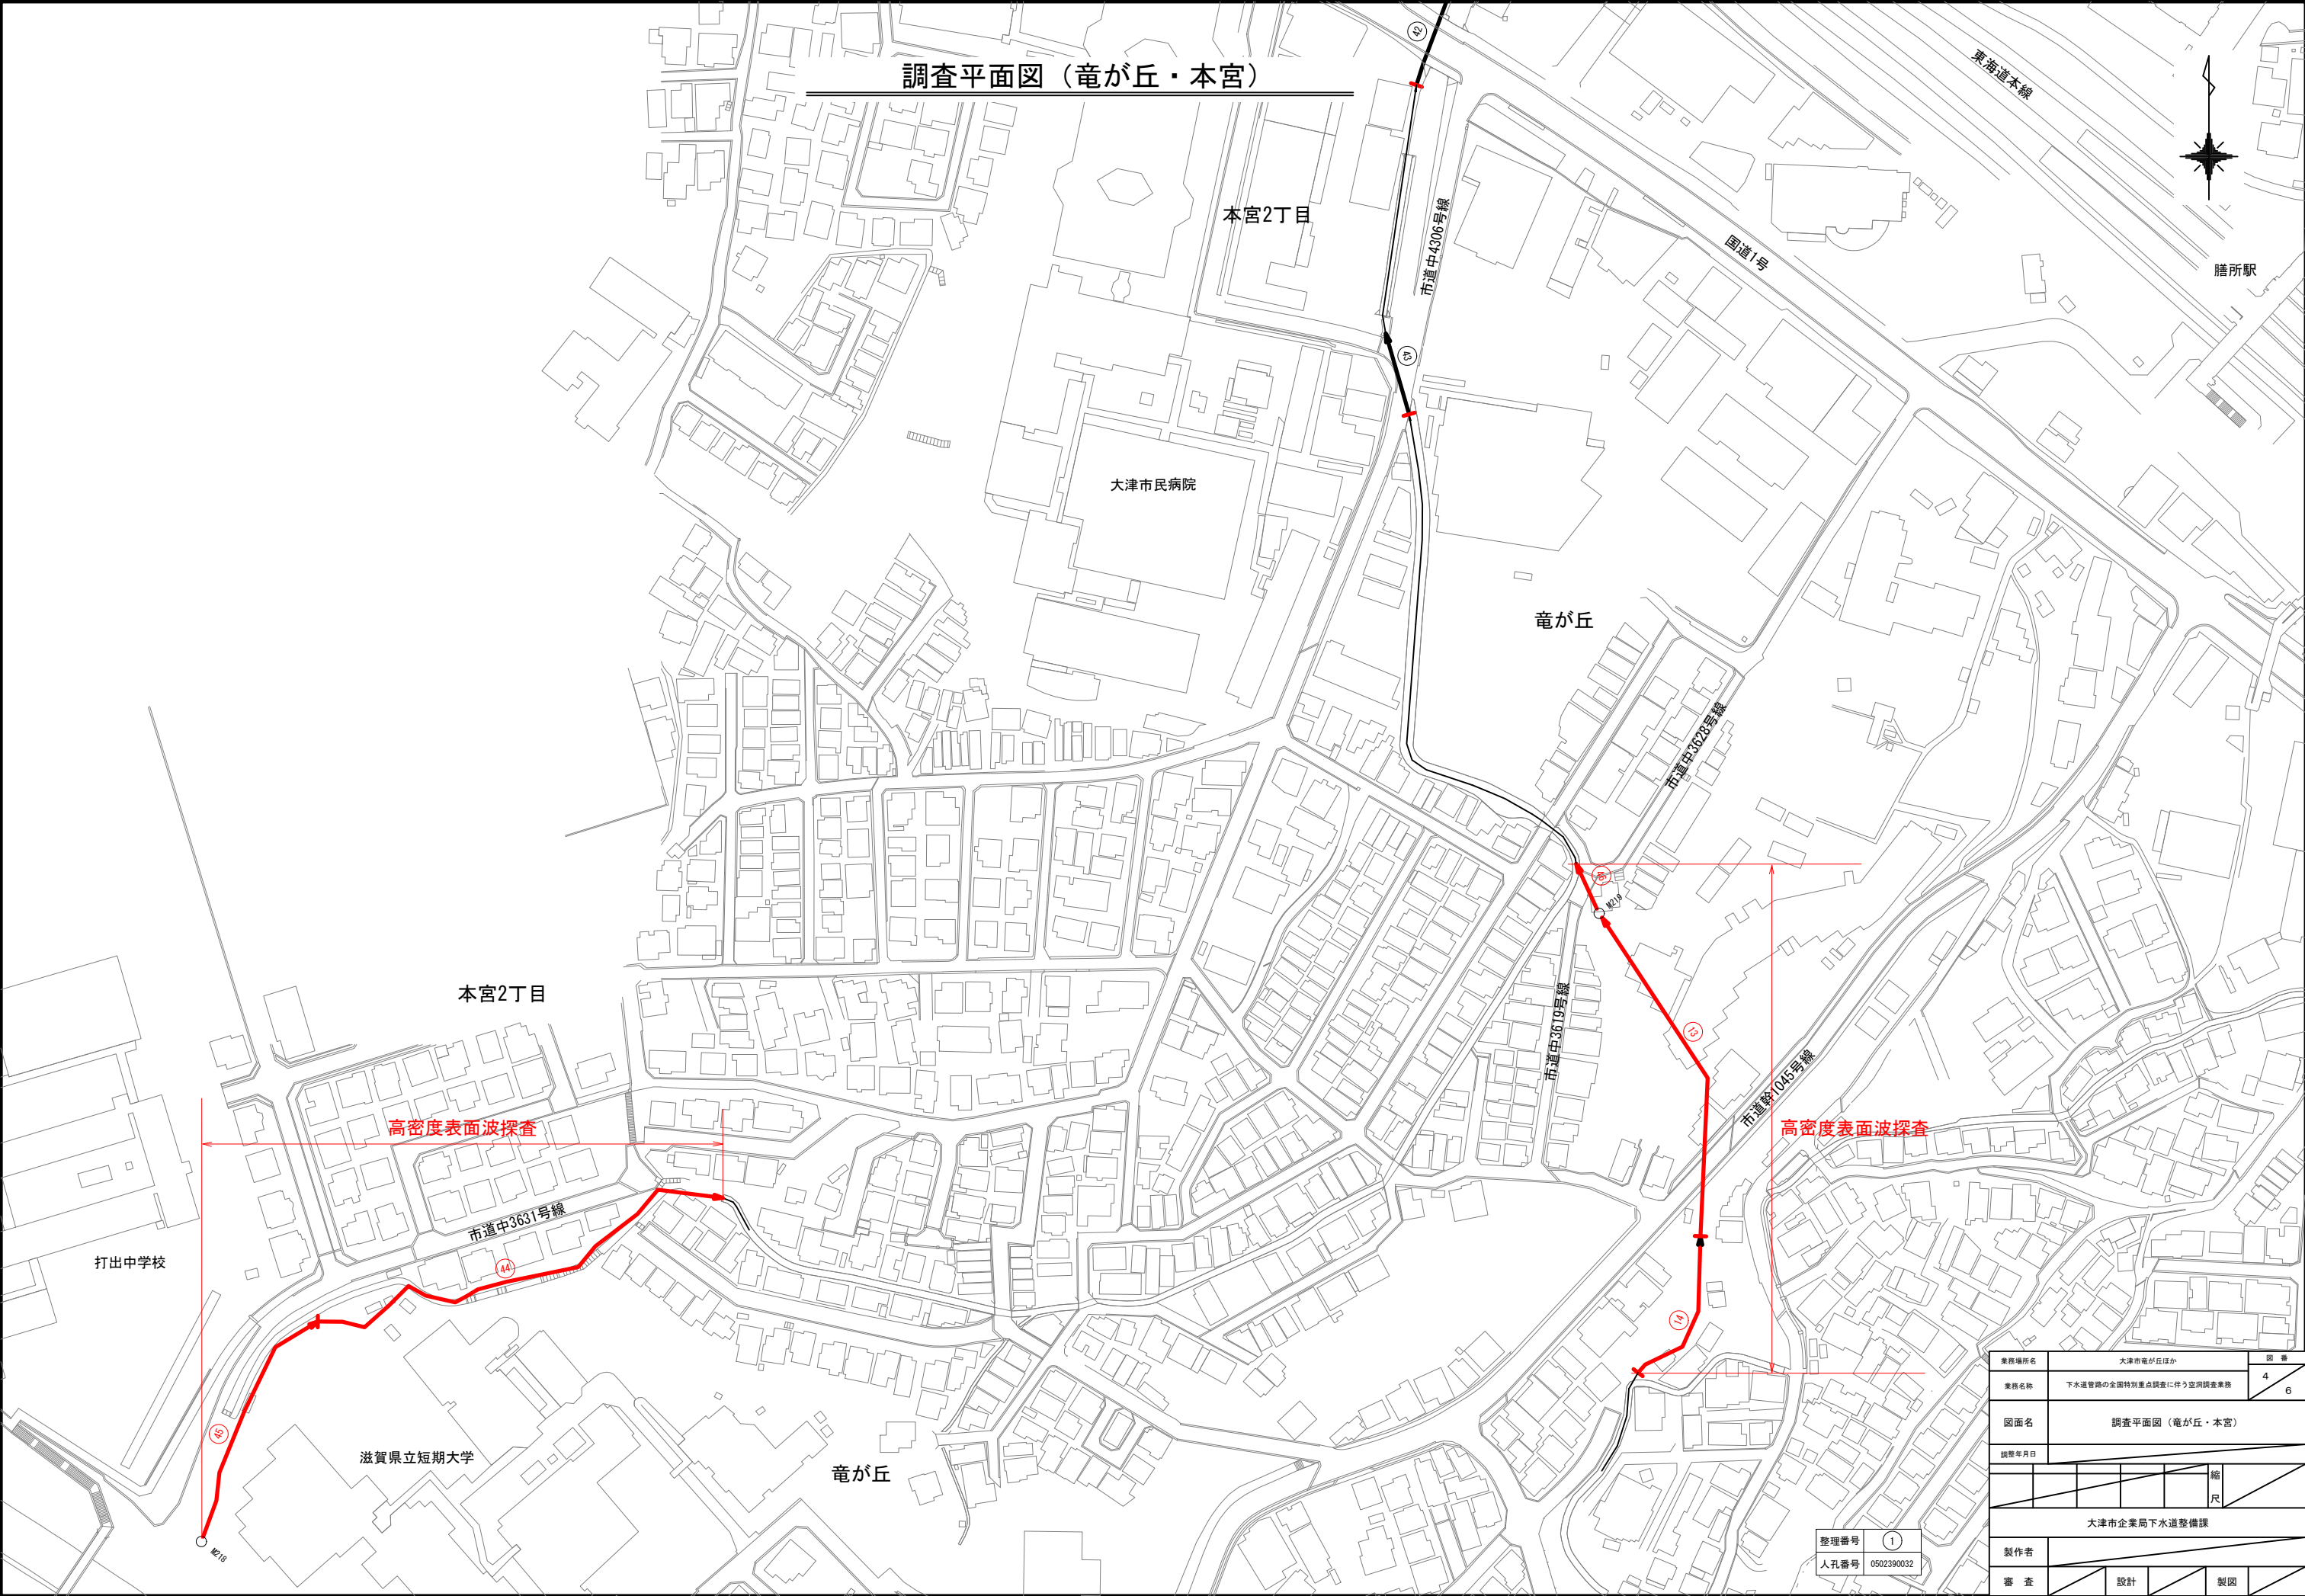 調査平面図（竜が丘・本宮）
42
東海道本線
本宮2丁目
市道中4306号線
国道1号
膳所駅
43
大津市民病院
竜が丘
市道中3628号線
M219
本宮2丁目
市道中3619号線
13
市道幹1045号線
高密度表面波探査
高密度表面波探査
市道中3631号線
打出中学校
44
14
45
滋賀県立短期大学
竜が丘
M218
整理番号 1
人孔番号 0502390032
業務場所名 大津市竜が丘ほか 図番
業務名称 下水道管路の全国特別重点調査に伴う空洞調査業務 4 6
図面名 調査平面図（竜が丘・本宮）
調整年月日
縮尺
大津市企業局下水道整備課
製作者
審査 設計 製図